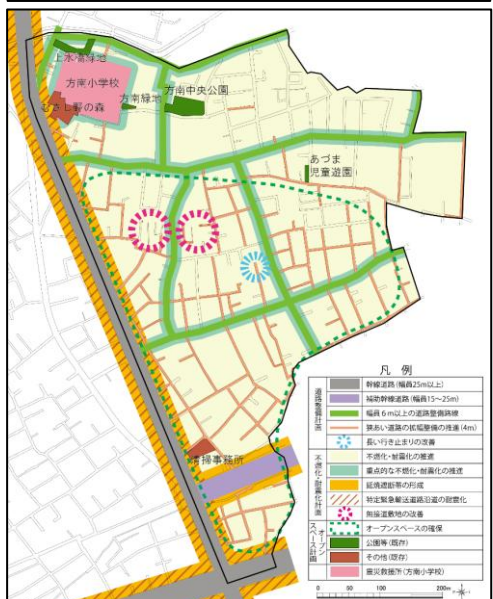 上水橋緑地
方南小学校
むさし野の森
方南緑地
方南中央公園
あづま
児童遊園
清掃事務所
凡 例
道路整備計画
幹線道路(幅員25m以上)
補助幹線道路(幅員15~25m)
幅員6m以上の道路整備路線
狭あい道路の拡幅整備の推進(4m)
長い行き止まりの改善
不燃化・耐震化計画
不燃化・耐震化の推進
重点的な不燃化・耐震化の推進
延焼遮断帯の形成
特定緊急輸送道路沿道の耐震化
無接道敷地の改善
オープンスペース計画
オープンスペースの確保
公園等(既存)
その他(既存)
震災救援所(方南小学校)
0 50 100 200m